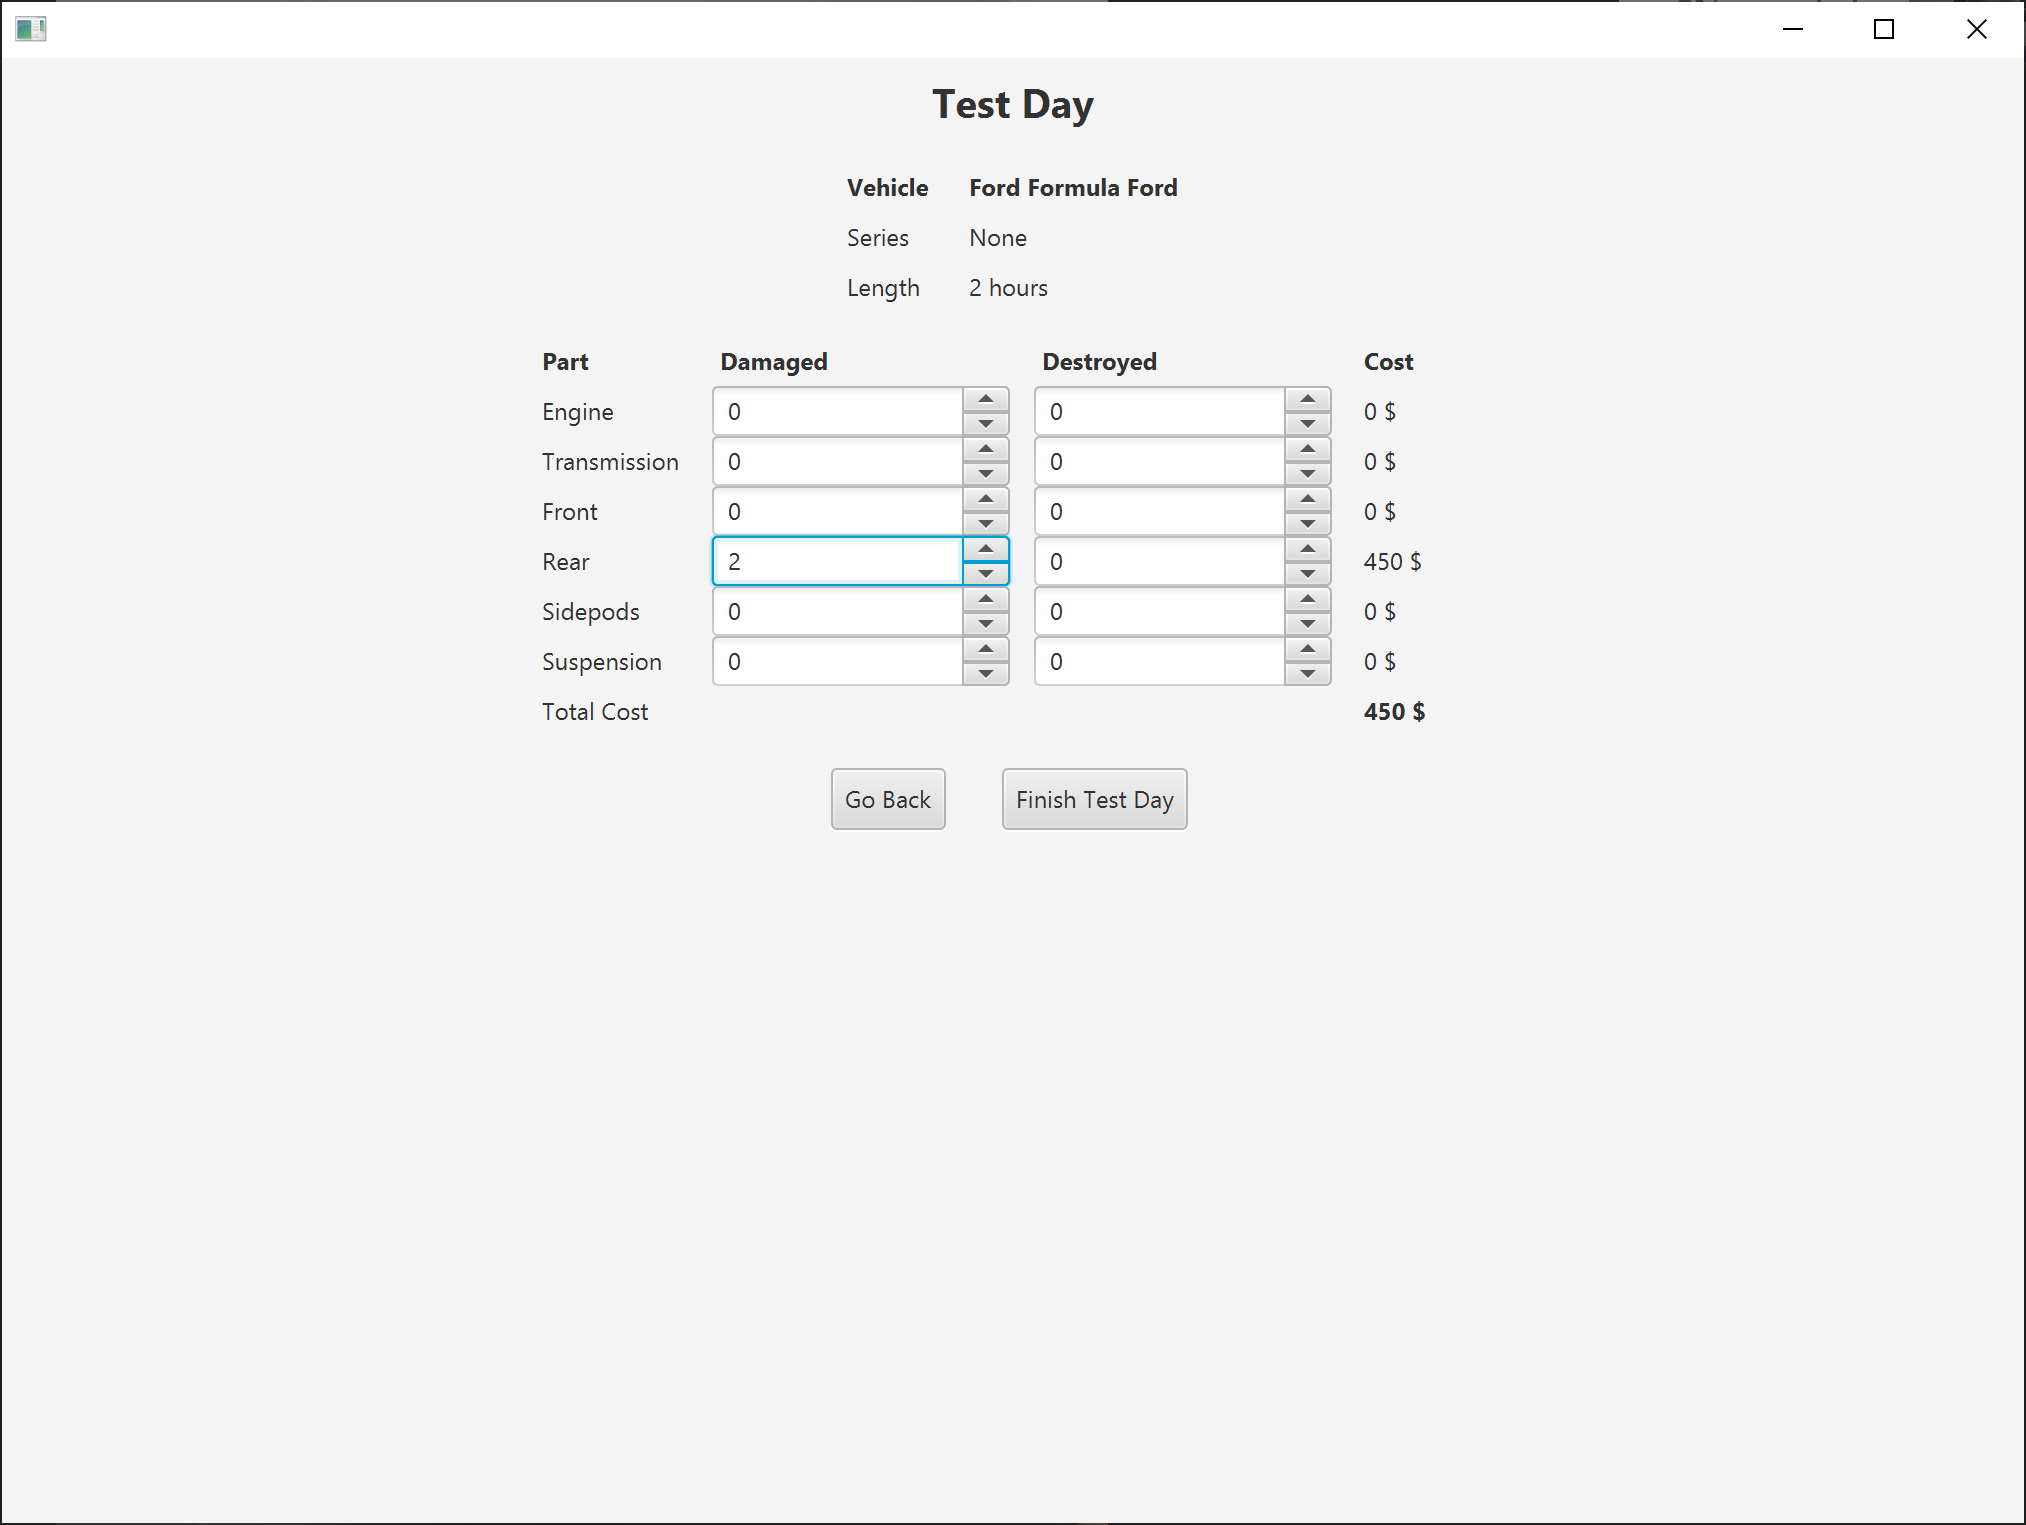 Test Day
Vehicle Ford Formula Ford
Series None
Length 2 hours
Part Damaged Destroyed Cost
Engine 0 0 0 $
Transmission 0 0 0 $
Front 0 0 0 $
Rear 2 0 450 $
Sidepods 0 0 0 $
Suspension 0 0 0 $
Total Cost 450 $
Go Back Finish Test Day